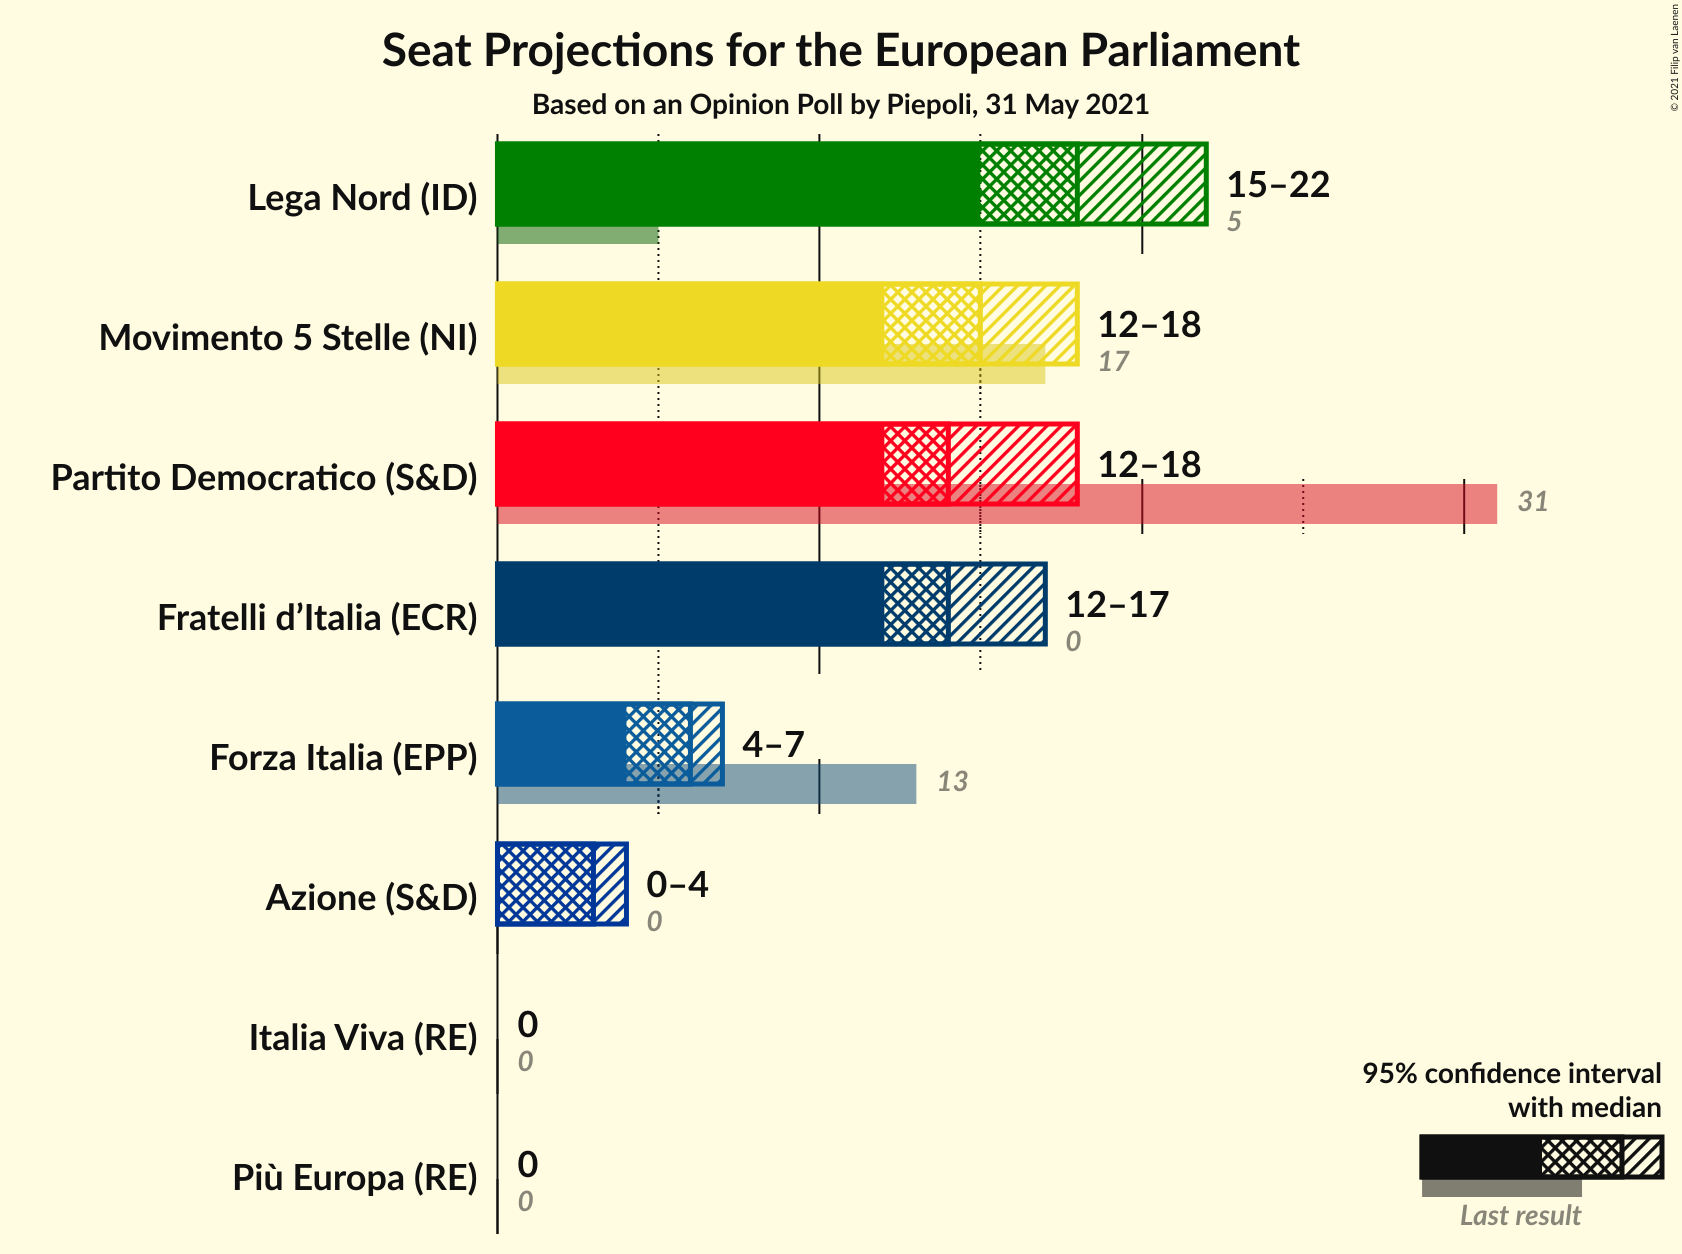 Seat Projections for the European Parliament
Based on an Opinion Poll by Piepoli, 31 May 2021
© 2021 Filip van Laenen
Lega Nord (ID)
15–22
5
Movimento 5 Stelle (NI)
12–18
17
Partito Democratico (S&D)
12–18
31
Fratelli d’Italia (ECR)
12–17
0
Forza Italia (EPP)
4–7
13
Azione (S&D)
0–4
0
Italia Viva (RE)
0
0
Più Europa (RE)
0
0
95% confidence interval
with median
Last result